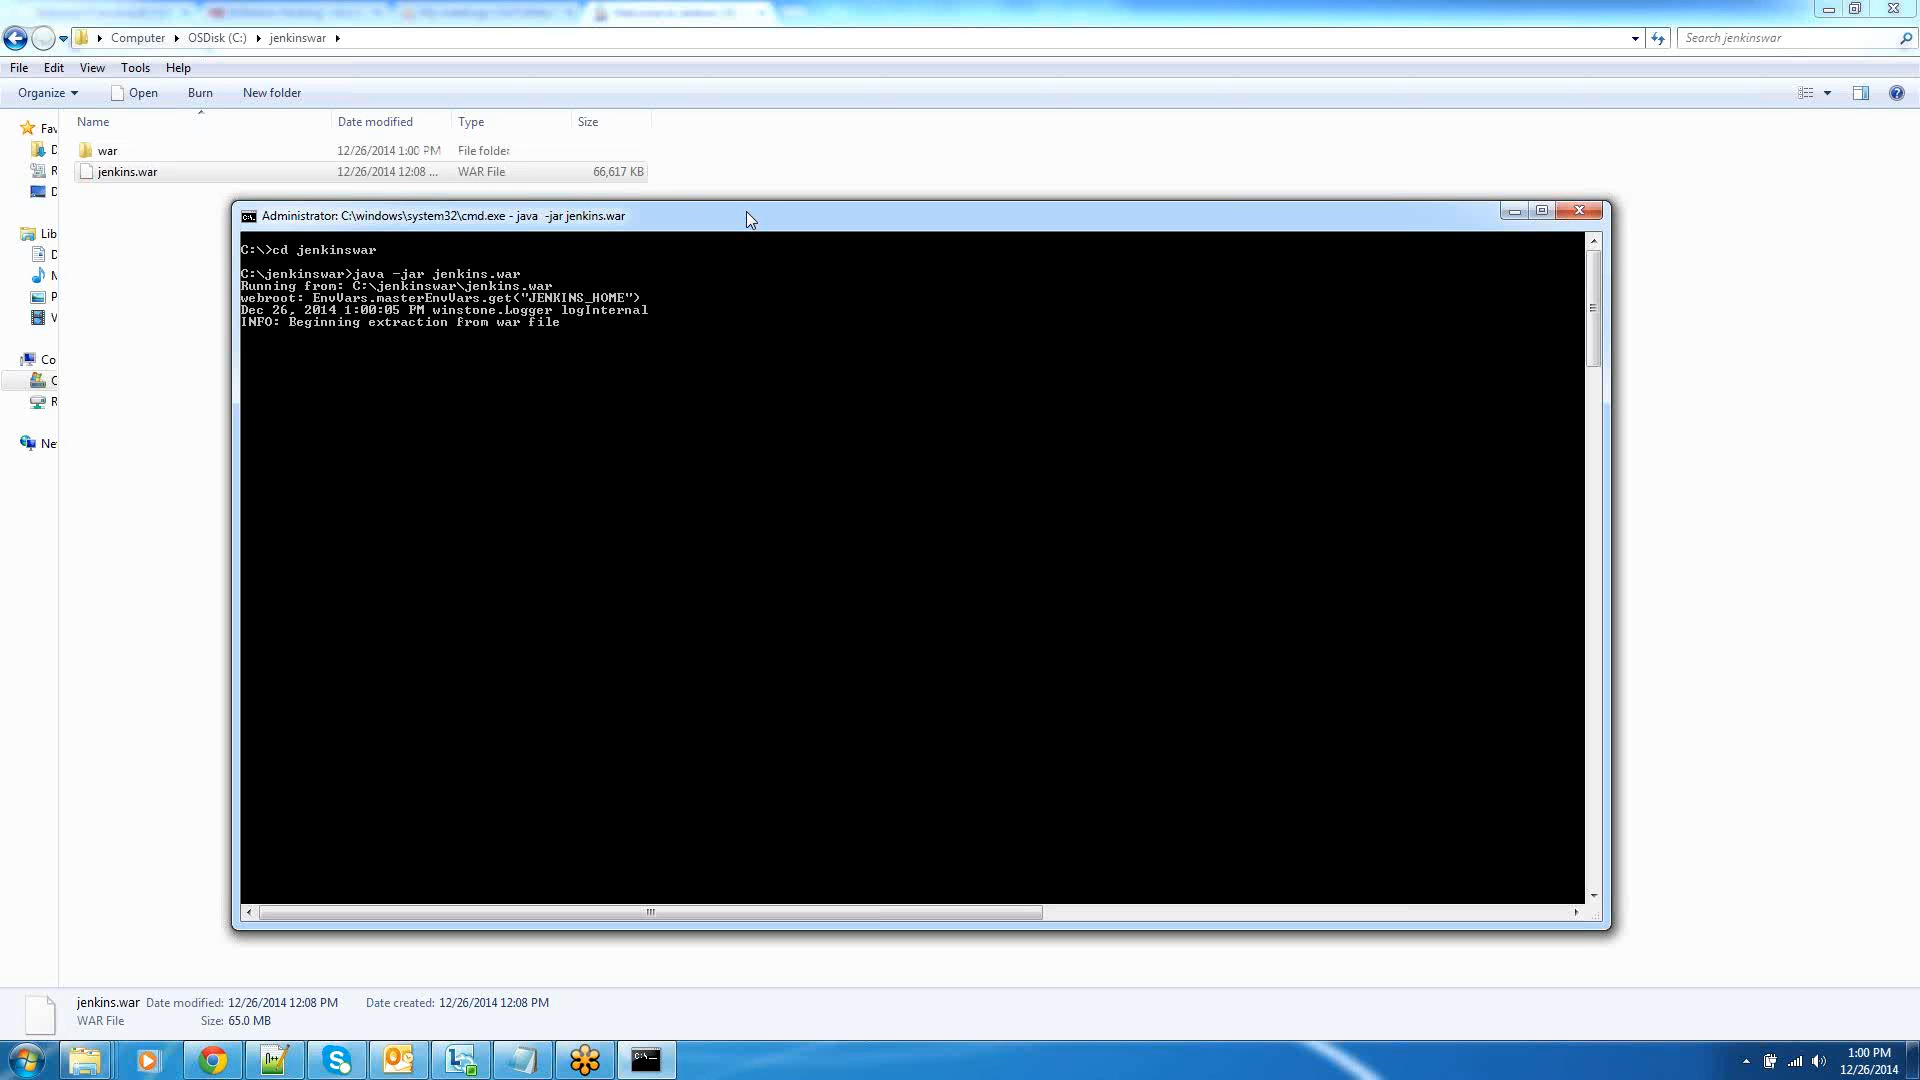 Computer
OSDisk (C:)
jenkinswar
Search jenkinswar
File Edit View Tools Help
Organize Open Burn New folder
Name Date modified Type Size
war 12/26/2014 1:00 PM File folder
jenkins.war 12/26/2014 12:08 ... WAR File 66,617 KB
Fav
D
R
D
Lib
D
M
P
V
Co
C
R
Ne
Administrator: C:\windows\system32\cmd.exe - java -jar jenkins.war
C:\>cd jenkinswar
C:\jenkinswar>java -jar jenkins.war
Running from: C:\jenkinswar\jenkins.war
webroot: EnvVars.masterEnvVars.get("JENKINS_HOME")
Dec 26, 2014 1:00:05 PM winstone.Logger logInternal
INFO: Beginning extraction from war file
jenkins.war Date modified: 12/26/2014 12:08 PM Date created: 12/26/2014 12:08 PM
WAR File Size: 65.0 MB
1:00 PM
12/26/2014